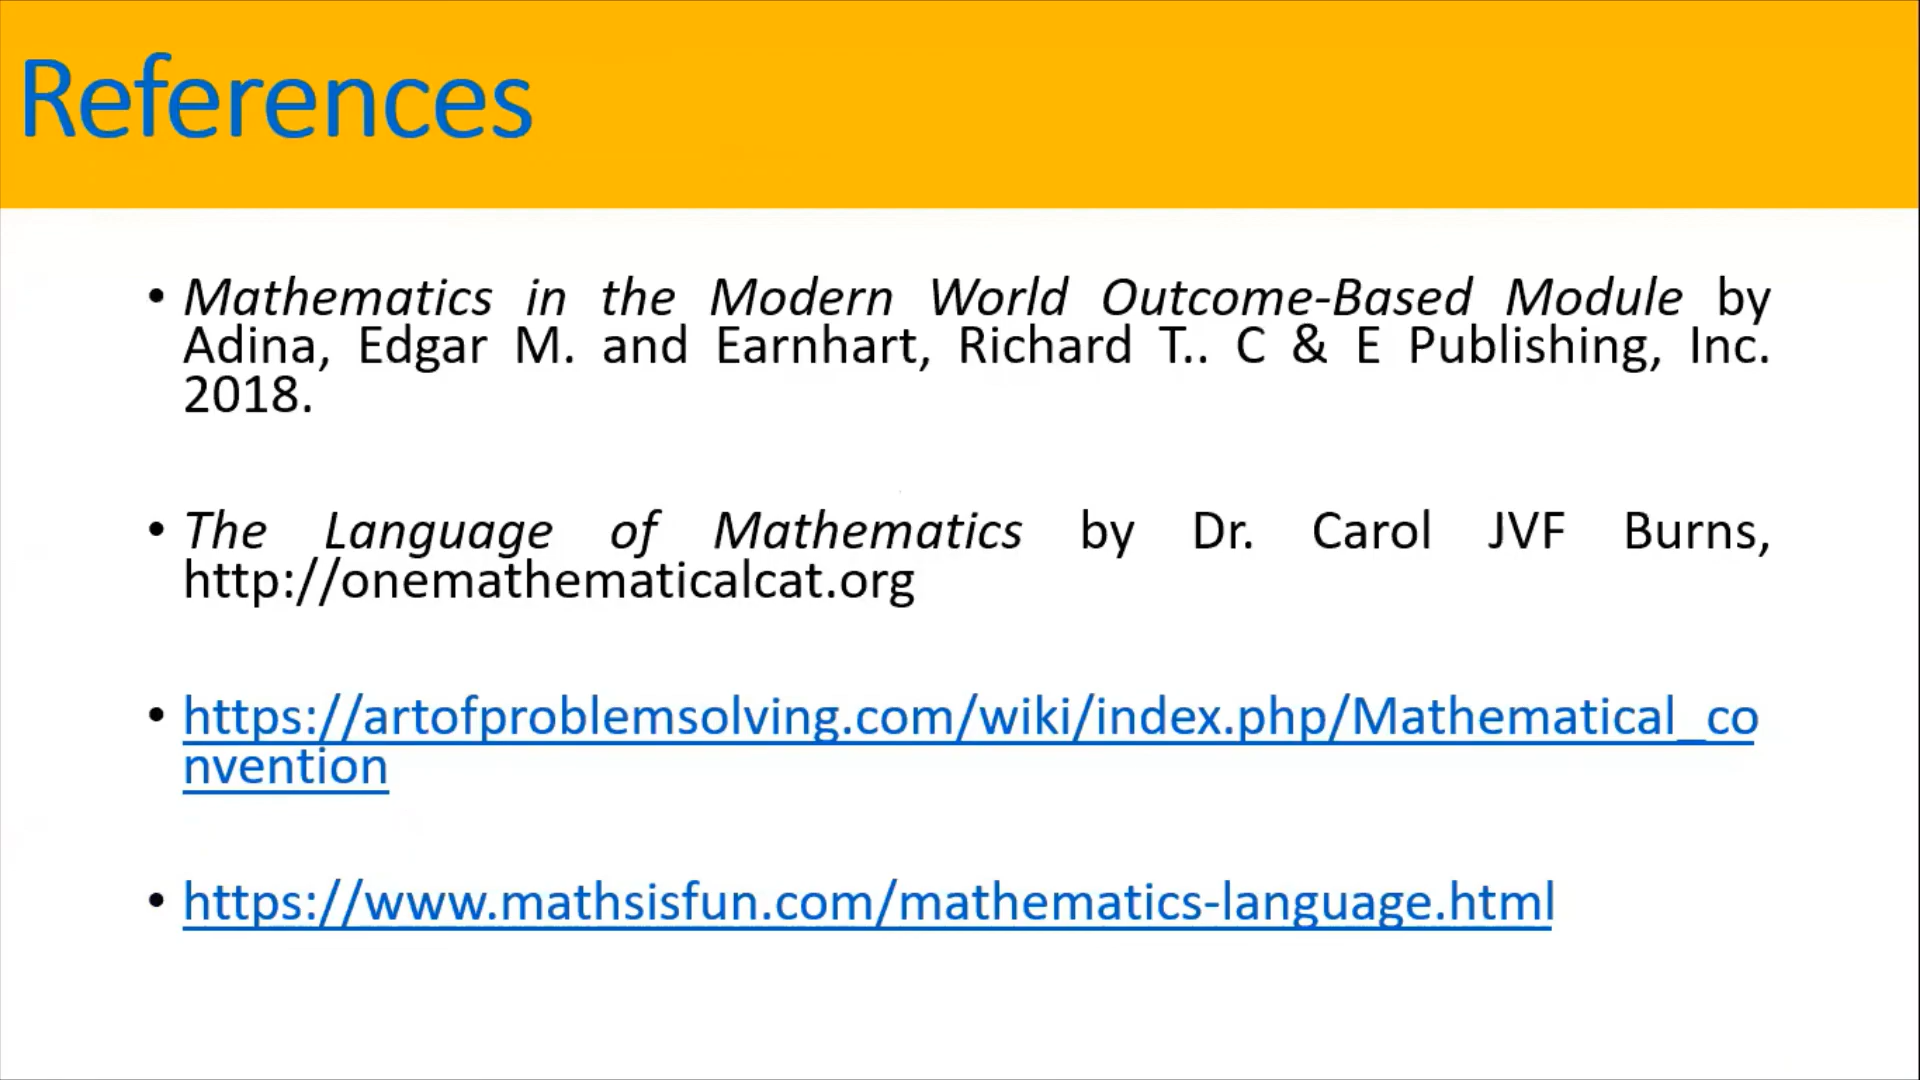 References
• Mathematics in the Modern World Outcome-Based Module by
Adina, Edgar M. and Earnhart, Richard T.. C & E Publishing, Inc.
2018.
• The Language of Mathematics by Dr. Carol JVF Burns,
http://onemathematicalcat.org
• https://artofproblemsolving.com/wiki/index.php/Mathematical_co
nvention
• https://www.mathsisfun.com/mathematics-language.html